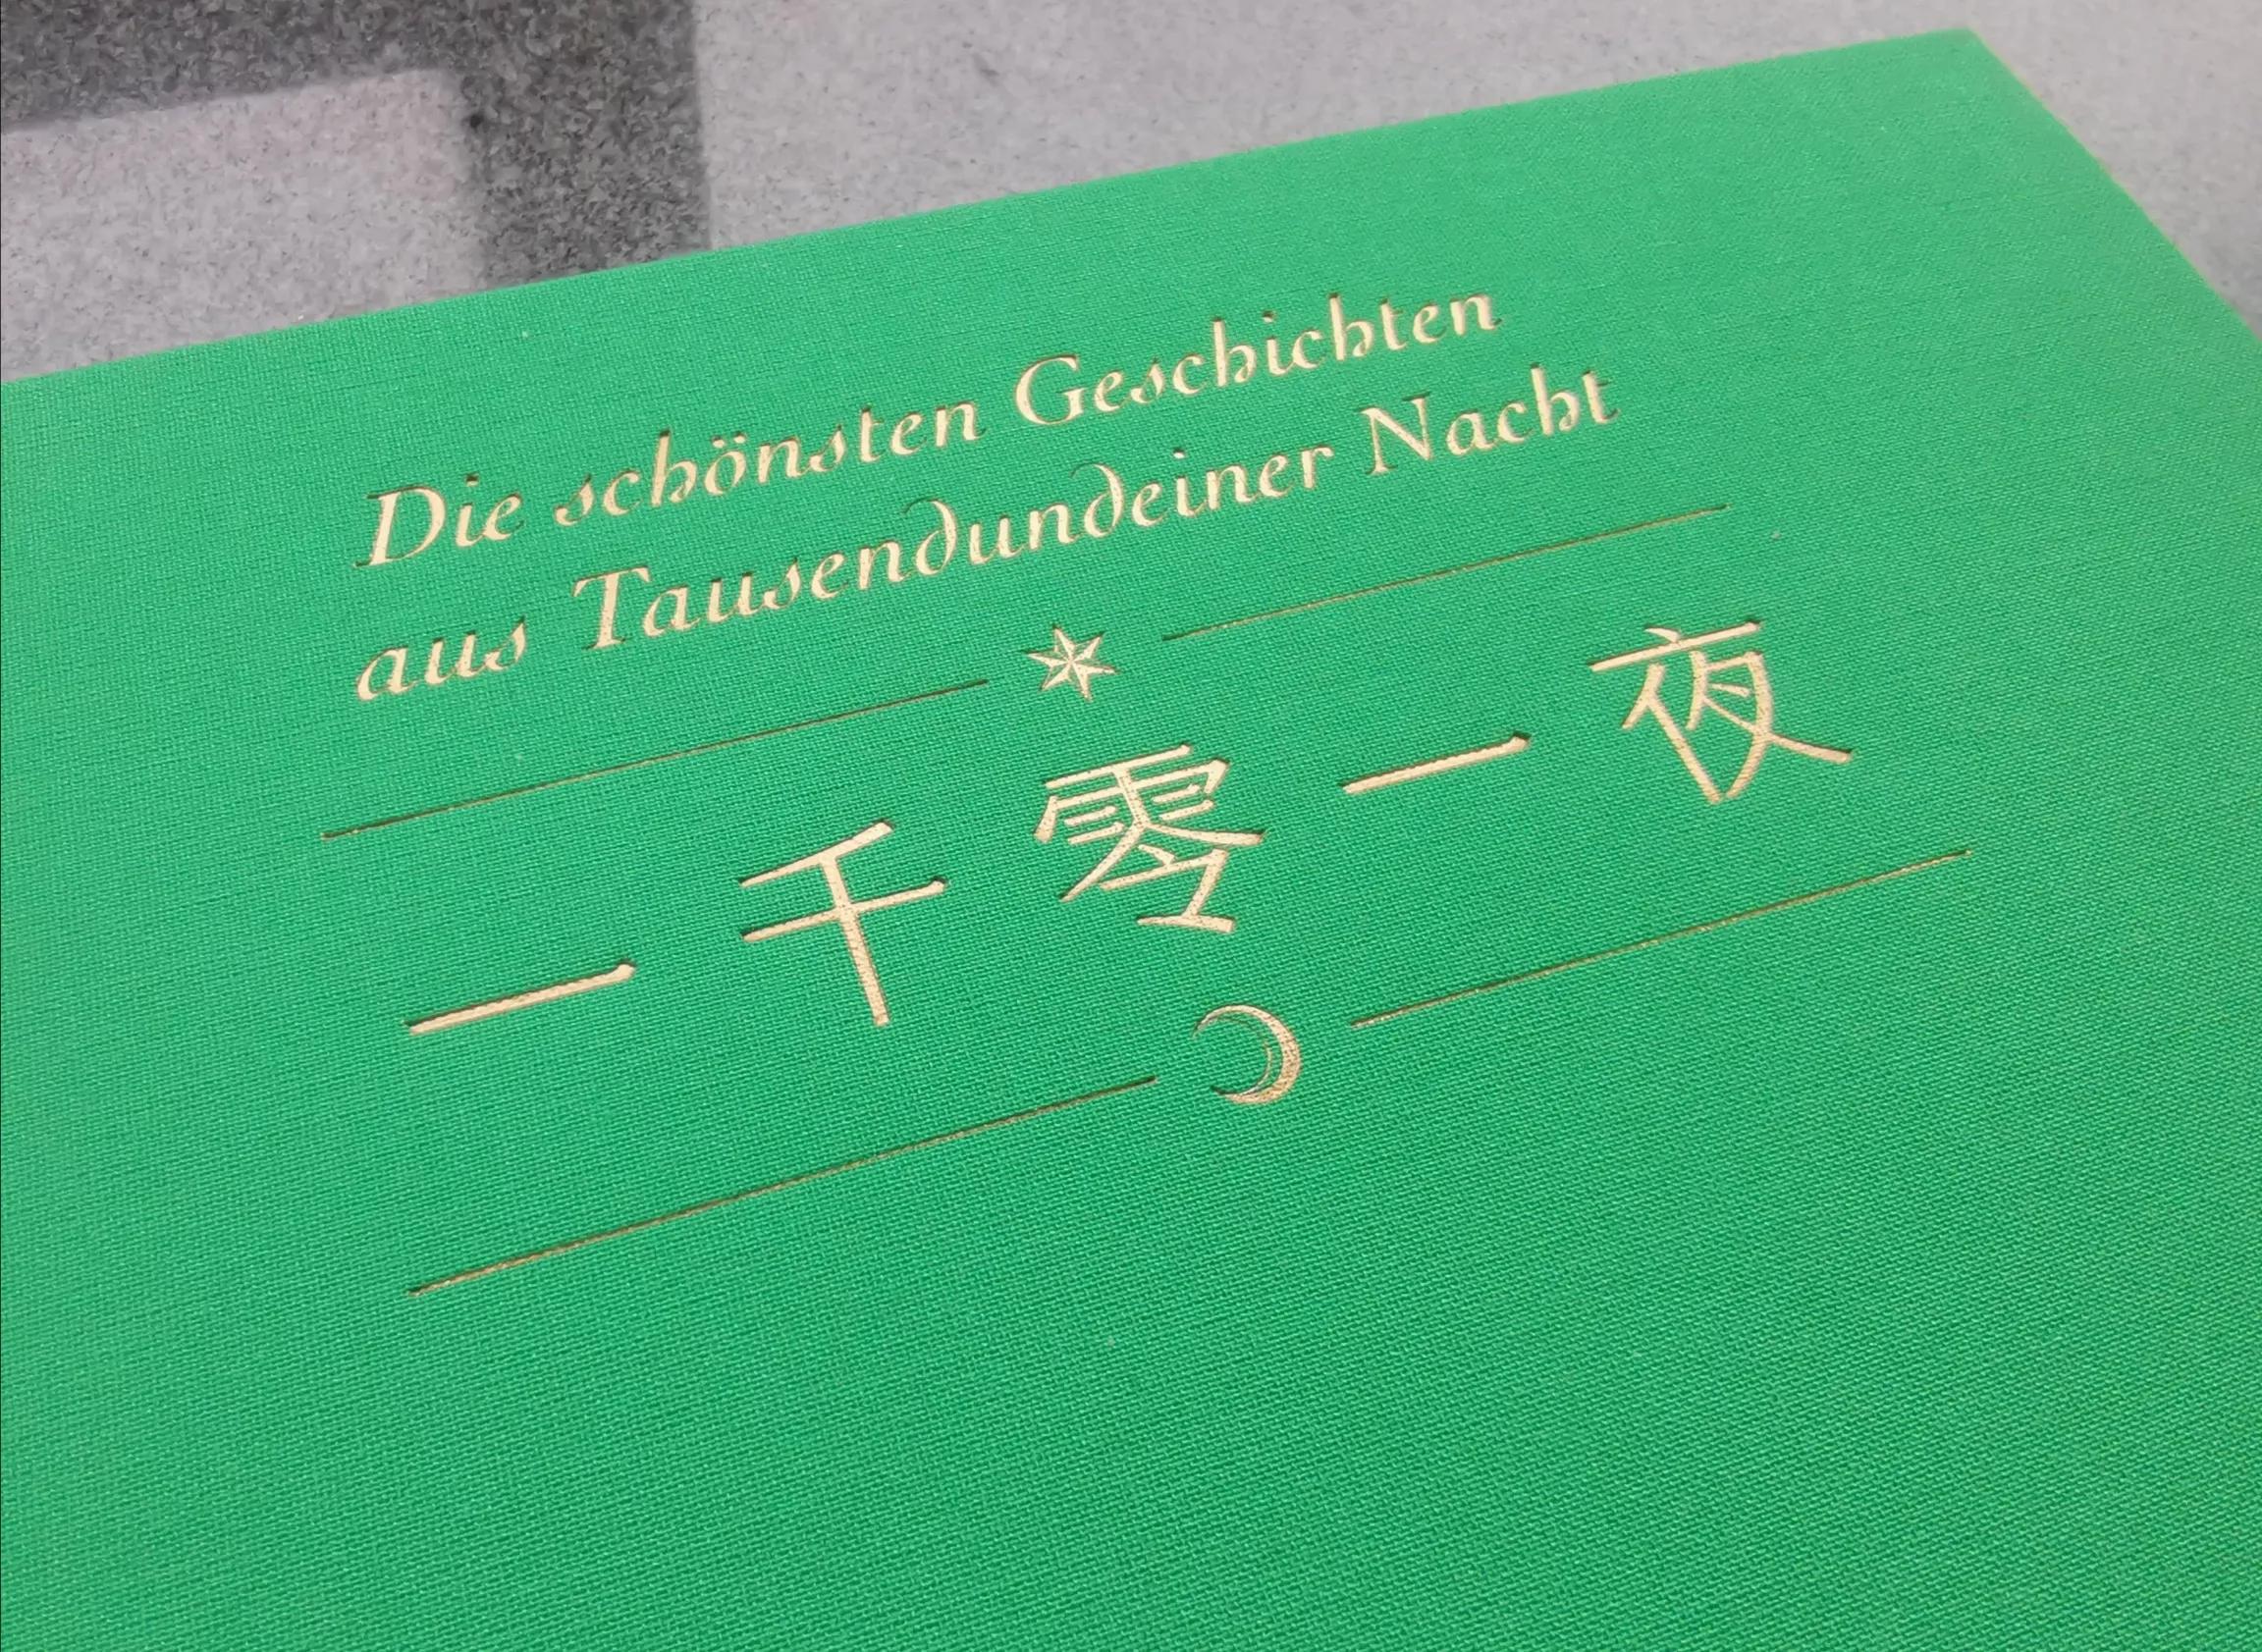 Die schönsten Geschichten
aus Tausendundeiner Nacht
一千零一夜